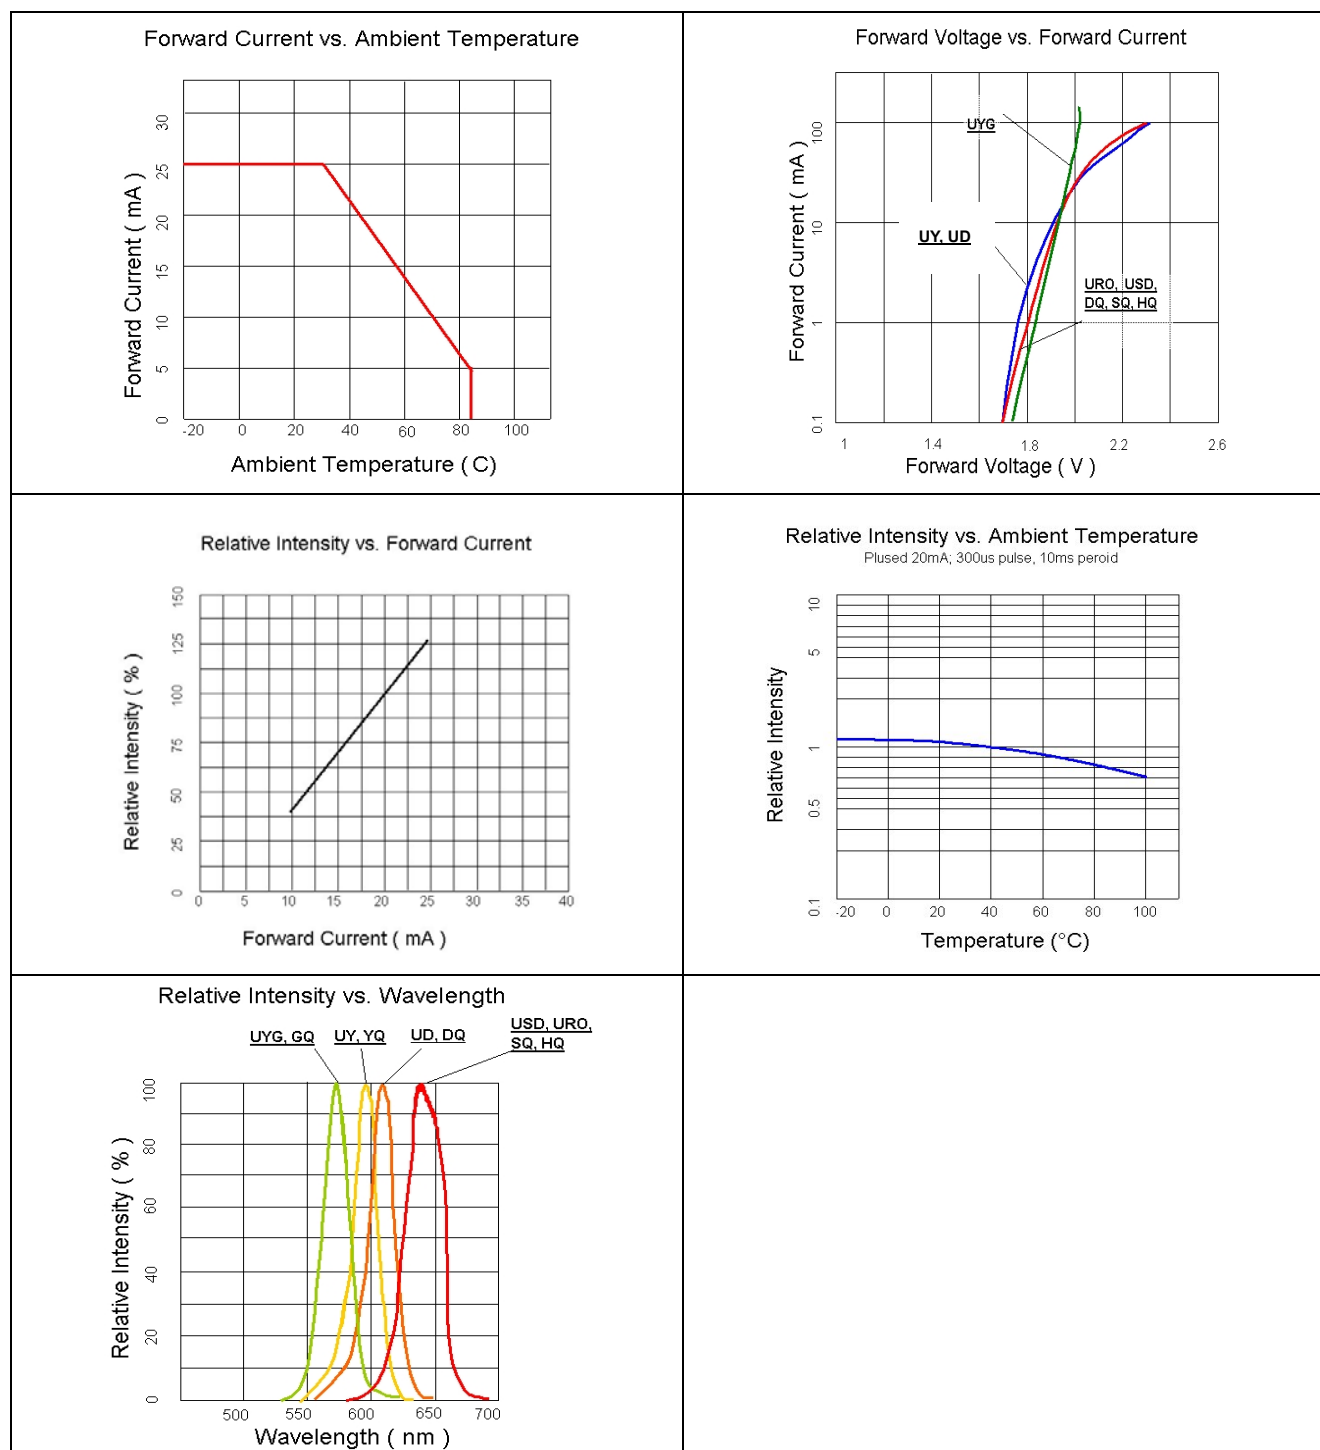 Forward Current vs. Ambient Temperature
Forward Current ( mA )
30
25
20
15
10
5
0
-20 0 20 40 60 80 100
Ambient Temperature ( C)
Forward Voltage vs. Forward Current
Forward Current ( mA )
100
10
1
0.1
UYG
UY, UD
URO, USD,
DQ, SQ, HQ
1 1.4 1.8 2.0 2.2 2.6
Forward Voltage ( V )
Relative Intensity vs. Forward Current
Relative Intensity ( % )
150
125
100
75
50
25
0
0 5 10 15 20 25 30 35 40
Forward Current ( mA )
Relative Intensity vs. Ambient Temperature
Plused 20mA; 300us pulse, 10ms peroid
Relative Intensity
10
5
1
0.5
0.1
-20 0 20 40 60 80 100
Temperature (°C)
Relative Intensity vs. Wavelength
UYG, GQ UY, YQ UD, DQ USD, URO,
SQ, HQ
Relative Intensity ( % )
100
80
60
40
20
0
500 550 600 650 700
Wavelength ( nm )